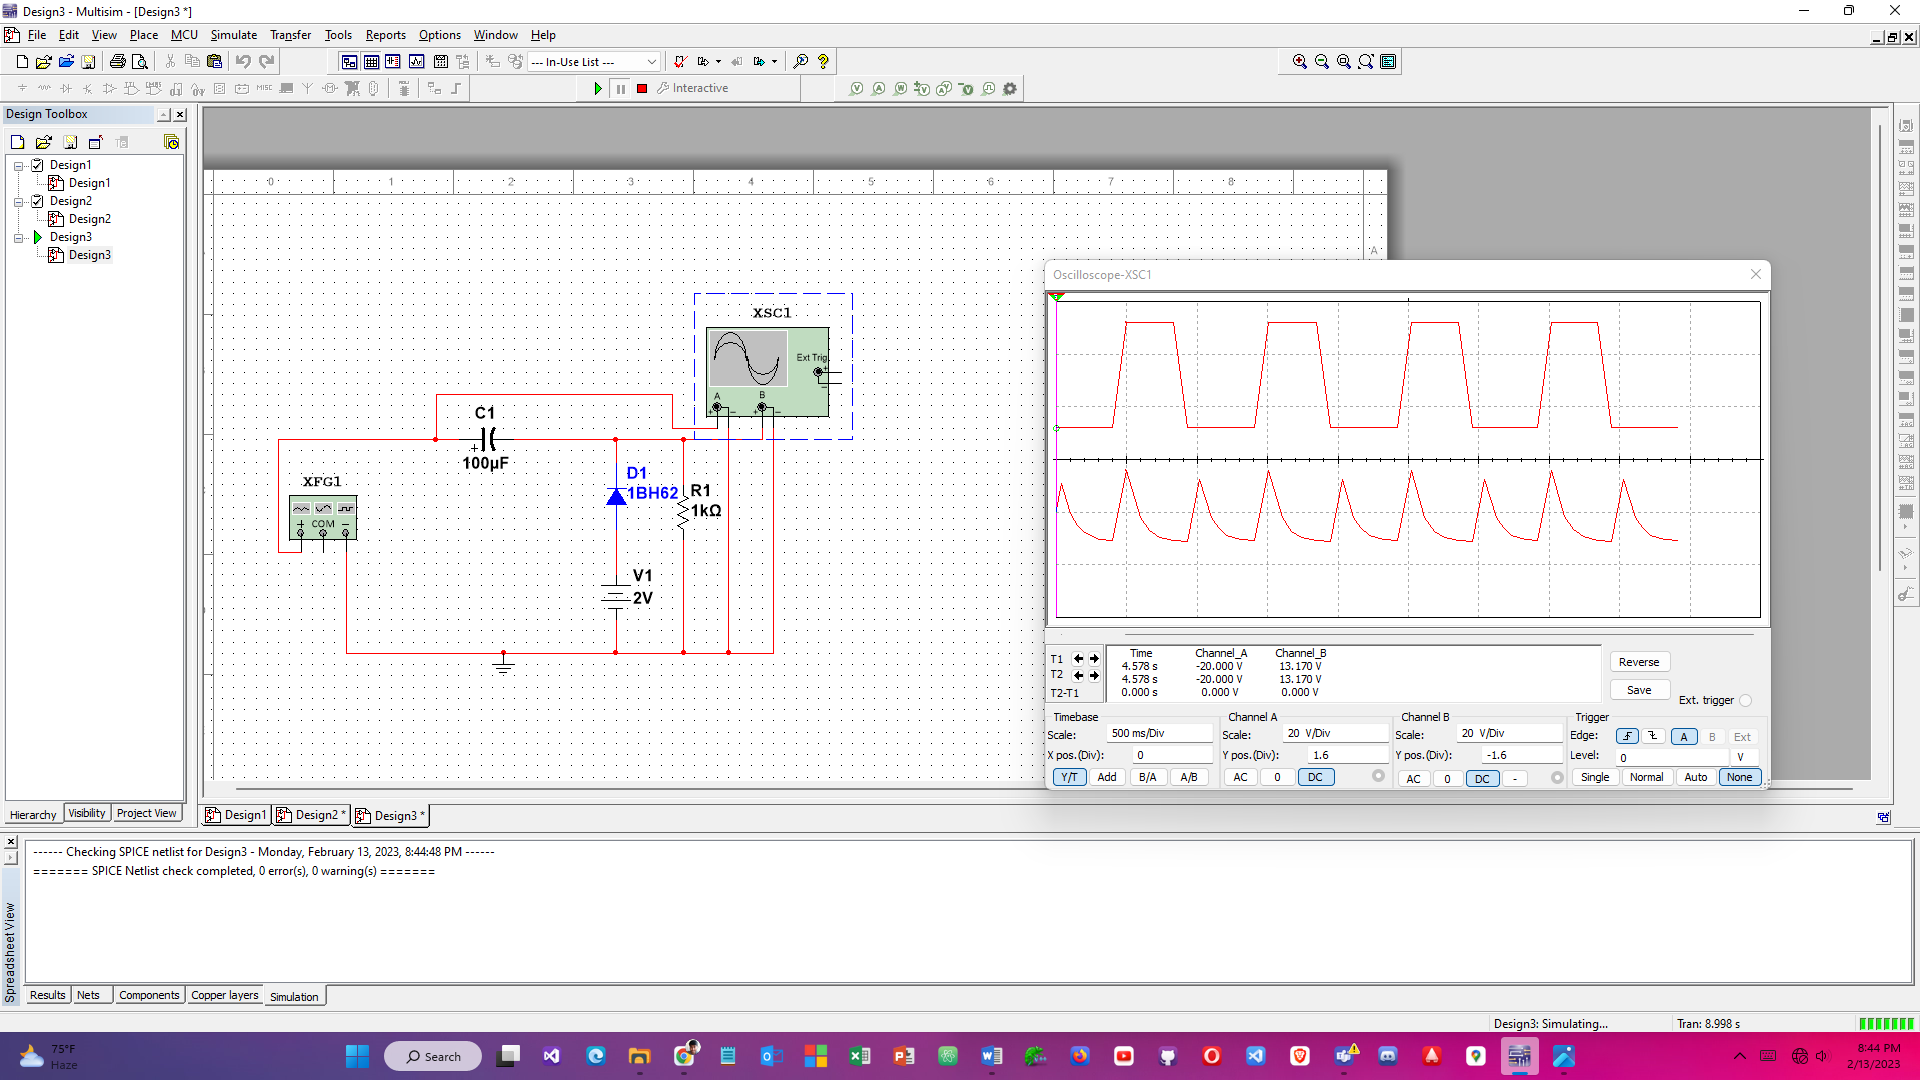 Design3 - Multisim - [Design3 *]
File Edit View Place MCU Simulate Transfer Tools Reports Options Window Help
--- In-Use List ---
Interactive
Design Toolbox
Design1
Design1
Design2
Design2
Design3
Design3
Hierarchy Visibility Project View
0 1 2 3 4 5 6 7 8
A
XSC1
Ext Trig
A B
C1
100µF
XFG1
COM
D1
1BH62
R1
1kΩ
V1
2V
Oscilloscope-XSC1
Time Channel_A Channel_B
T1 4.578 s -20.000 V 13.170 V
T2 4.578 s -20.000 V 13.170 V
T2-T1 0.000 s 0.000 V 0.000 V
Reverse
Save
Ext. trigger
Timebase Channel A Channel B Trigger
Scale: 500 ms/Div Scale: 20 V/Div Scale: 20 V/Div Edge: A B Ext
X pos.(Div): 0 Y pos.(Div): 1.6 Y pos.(Div): -1.6 Level: 0 V
Y/T Add B/A A/B AC 0 DC AC 0 DC - Single Normal Auto None
Design1 Design2 * Design3 *
------ Checking SPICE netlist for Design3 - Monday, February 13, 2023, 8:44:48 PM ------
======= SPICE Netlist check completed, 0 error(s), 0 warning(s) =======
Spreadsheet View
Results Nets Components Copper layers Simulation
Design3: Simulating... Tran: 8.998 s
75°F
Haze
Search
8:44 PM
2/13/2023